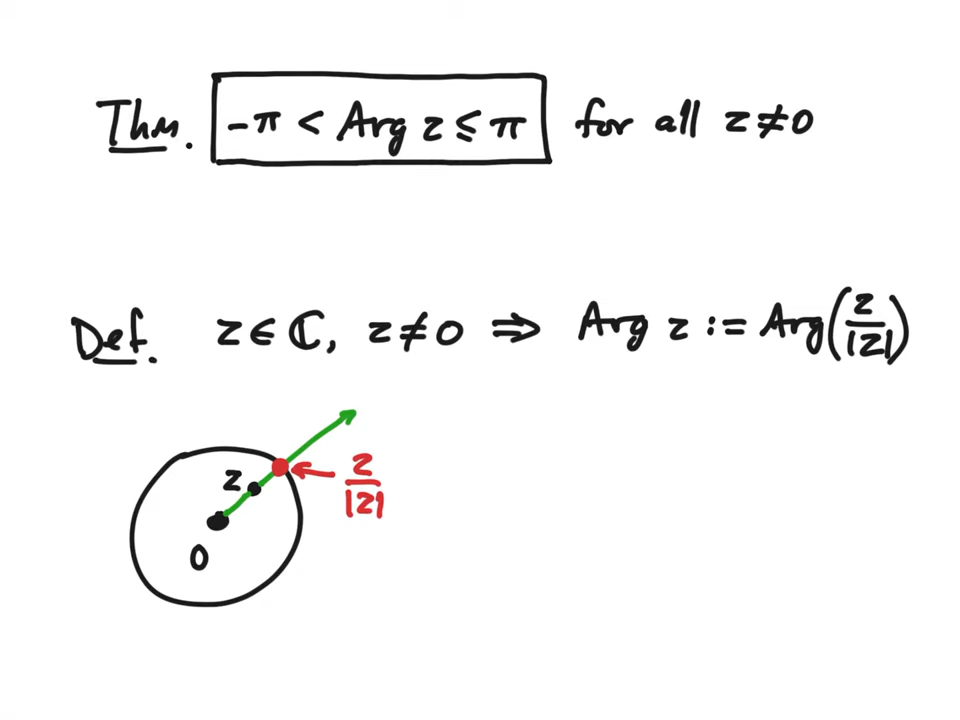 Thm. -π < Arg z ≤ π for all z ≠ 0
Def. z ∈ ℂ, z ≠ 0 ⇒ Arg z := Arg(z/|z|)
z
z/|z|
0